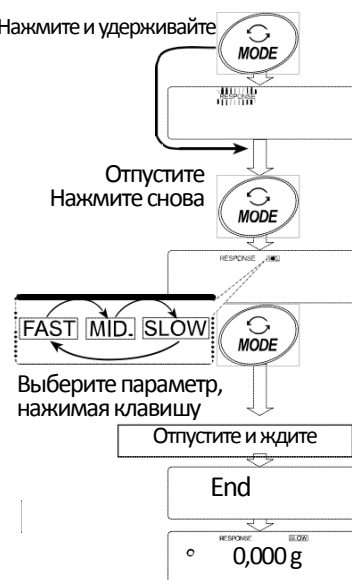 Нажмите и удерживайте
MODE
RESPONSE
Отпустите
Нажмите снова
MODE
RESPONSE
FAST MID. SLOW
MODE
Выберите параметр,
нажимая клавишу
Отпустите и ждите
End
RESPONSE SLOW
0,000 g